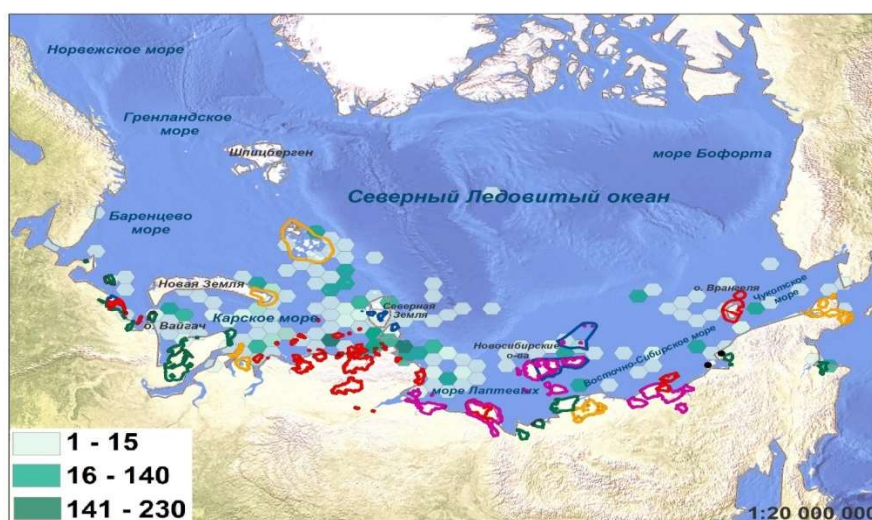 Норвежское море
Гренландское
море
Шпицберген
море Бофорта
Северный Ледовитый океан
Баренцево
море
Новая Земля
о. Врангеля
Чукотское
море
Северная
Земля
Карское море
о. Вайгач
Новосибирские
о-ва
Восточно-Сибирское море
море Лаптевых
1 - 15
16 - 140
141 - 230
1:20 000 000